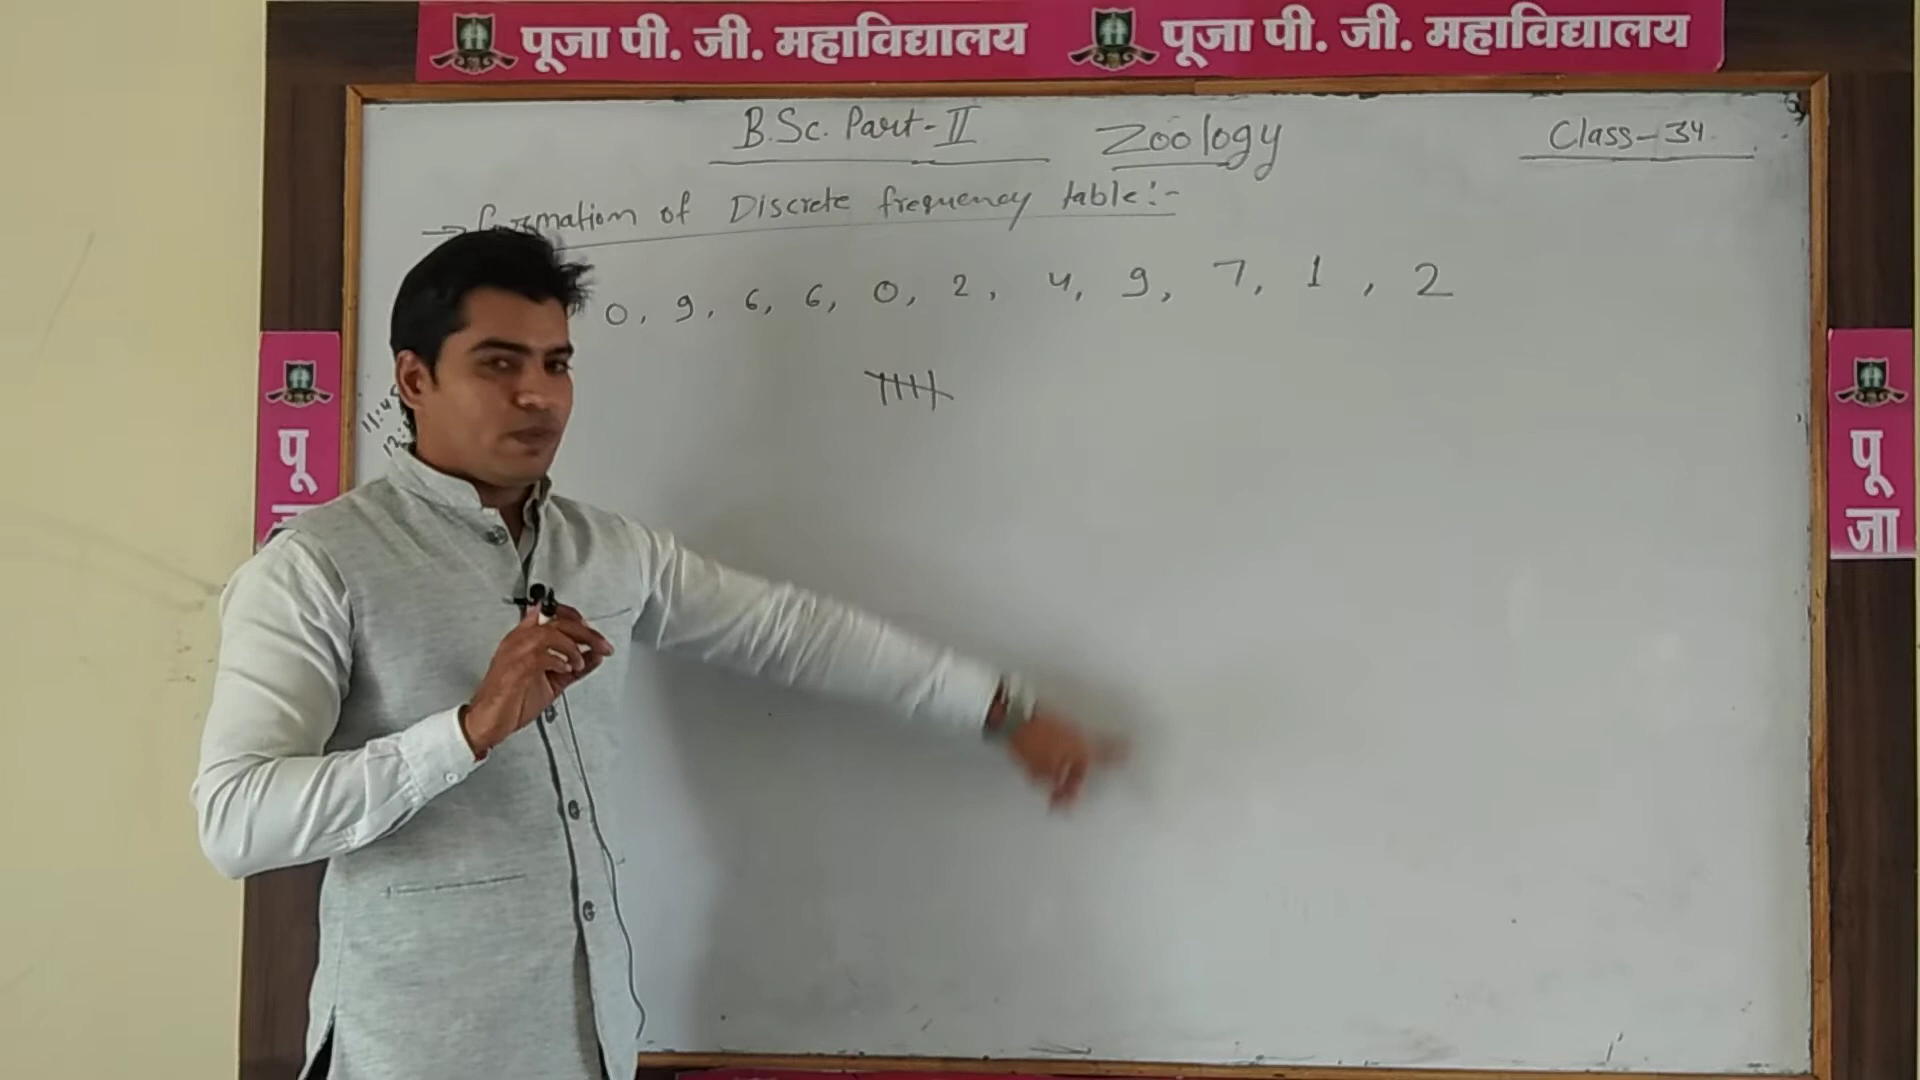 पूजा पी. जी. महाविद्यालय पूजा पी. जी. महाविद्यालय
B.Sc. Part-II Zoology Class-34
→ Formation of Discrete frequency table:-
0, 9, 6, 6, 0, 2, 4, 9, 7, 1, 2
पू
पू
जा